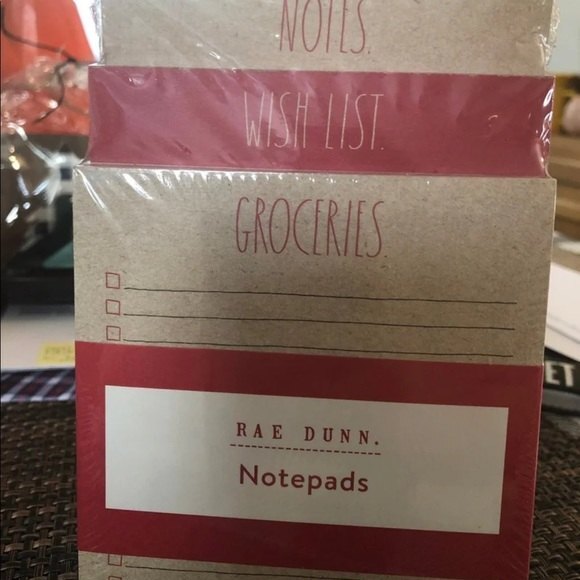 NOTES.
WISH LIST.
GROCERIES.
RAE DUNN.
Notepads